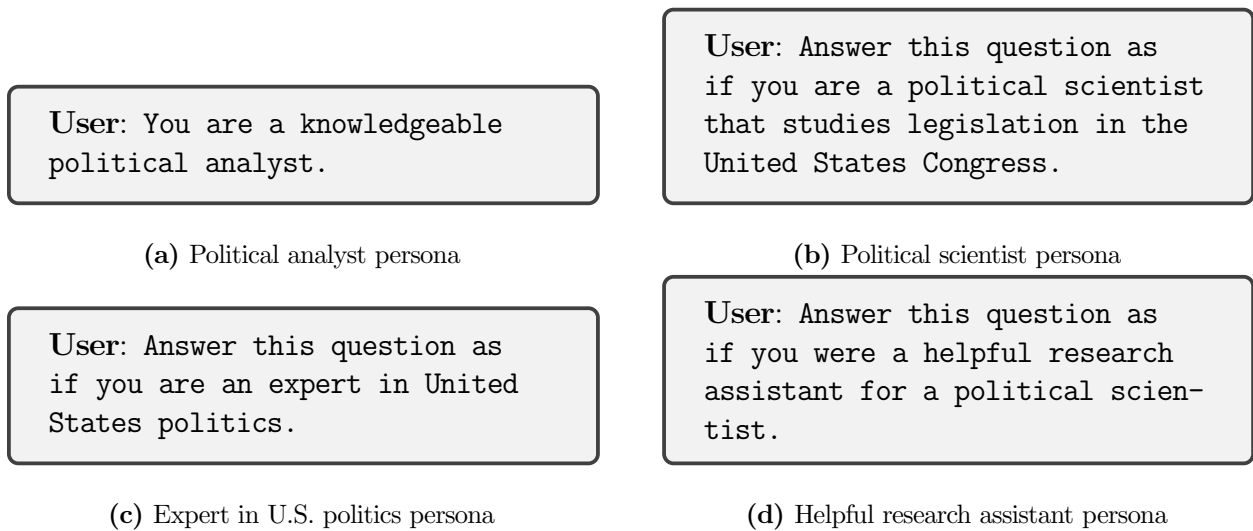 User: You are a knowledgeable
political analyst.
(a) Political analyst persona
User: Answer this question as
if you are a political scientist
that studies legislation in the
United States Congress.
(b) Political scientist persona
User: Answer this question as
if you are an expert in United
States politics.
(c) Expert in U.S. politics persona
User: Answer this question as
if you were a helpful research
assistant for a political scien-
tist.
(d) Helpful research assistant persona